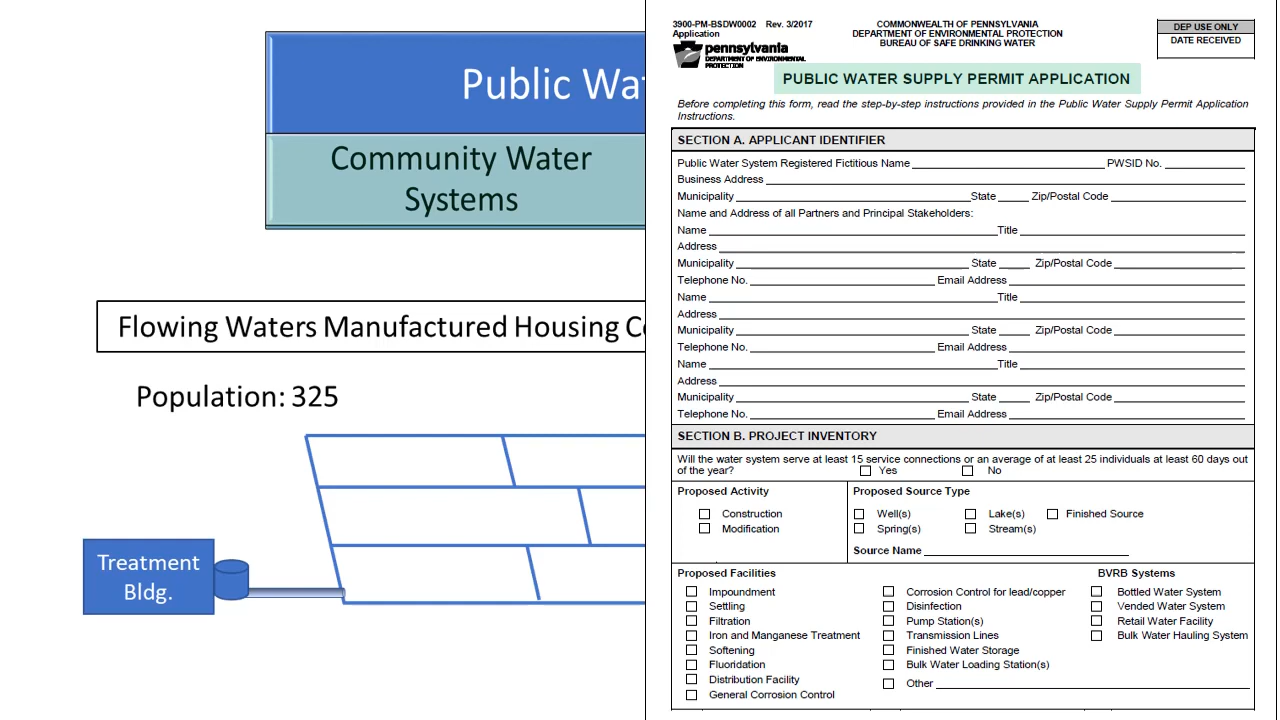 Public Wa
Community Water
Systems
Flowing Waters Manufactured Housing Co
Population: 325
Treatment
Bldg.
3900-PM-BSDW0002 Rev. 3/2017
Application
pennsylvania
DEPARTMENT OF ENVIRONMENTAL
PROTECTION
COMMONWEALTH OF PENNSYLVANIA
DEPARTMENT OF ENVIRONMENTAL PROTECTION
BUREAU OF SAFE DRINKING WATER
DEP USE ONLY
DATE RECEIVED
PUBLIC WATER SUPPLY PERMIT APPLICATION
Before completing this form, read the step-by-step instructions provided in the Public Water Supply Permit Application
Instructions.
SECTION A. APPLICANT IDENTIFIER
Public Water System Registered Fictitious Name PWSID No.
Business Address
Municipality State Zip/Postal Code
Name and Address of all Partners and Principal Stakeholders:
Name Title
Address
Municipality State Zip/Postal Code
Telephone No. Email Address
Name Title
Address
Municipality State Zip/Postal Code
Telephone No. Email Address
Name Title
Address
Municipality State Zip/Postal Code
Telephone No. Email Address
SECTION B. PROJECT INVENTORY
Will the water system serve at least 15 service connections or an average of at least 25 individuals at least 60 days out
of the year? Yes No
Proposed Activity
Construction
Modification
Proposed Source Type
Well(s) Lake(s) Finished Source
Spring(s) Stream(s)
Source Name
Proposed Facilities BVRB Systems
Impoundment Corrosion Control for lead/copper Bottled Water System
Settling Disinfection Vended Water System
Filtration Pump Station(s) Retail Water Facility
Iron and Manganese Treatment Transmission Lines Bulk Water Hauling System
Softening Finished Water Storage
Fluoridation Bulk Water Loading Station(s)
Distribution Facility Other
General Corrosion Control